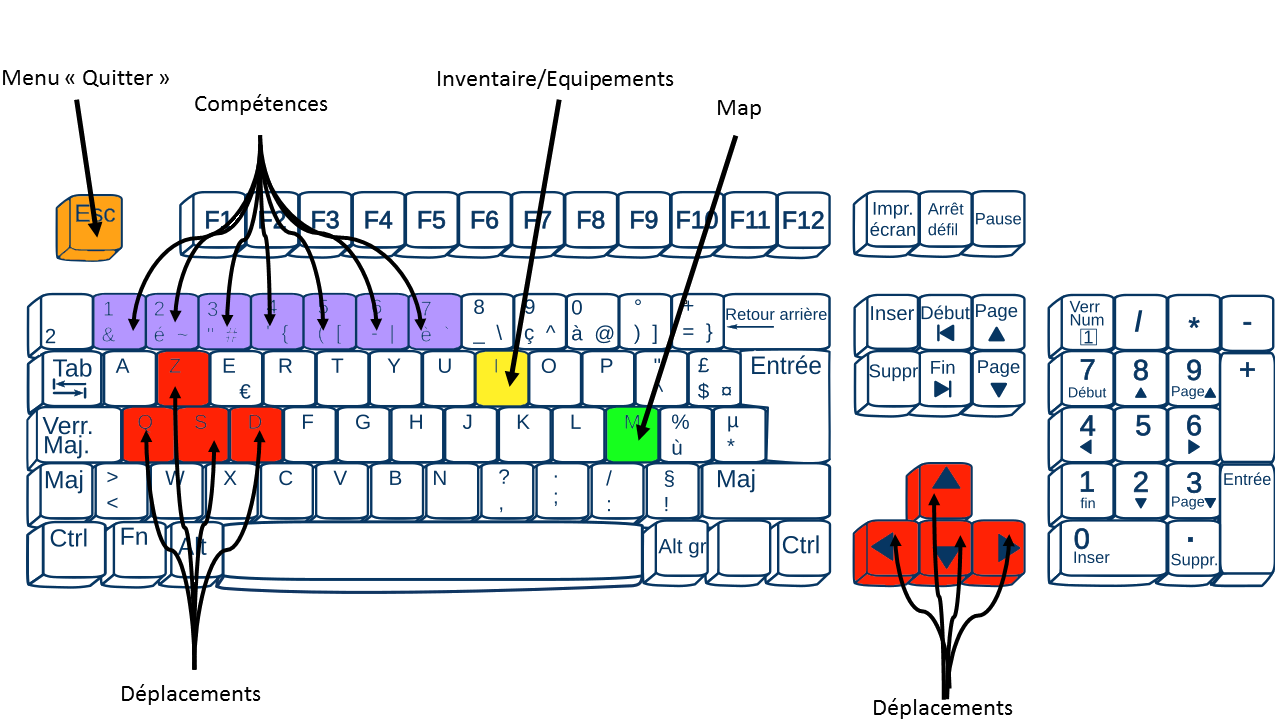 Menu « Quitter »
Inventaire/Equipements
Compétences
Map
Esc F1 F2 F3 F4 F5 F6 F7 F8 F9 F10 F11 F12
Impr.
écran
Arrêt
défil
Pause
2
1
&
2
é ~
3
" #
4
' {
5
( [
6
- |
7
è `
8
_ \
9
ç ^
0
à @
°
) ]
+
= }
Retour arrière
Inser
Début
Page
Verr
Num
1
/ * -
Tab
A Z E
€
R T Y U I O P
"
^
£
$ ¤
Entrée
Suppr
Fin
Page
7
Début
8
9
Page
+
Verr.
Maj.
Q S D F G H J K L M
%
ù
µ
*
4 5 6
Maj
>
<
W X C V B N
?
,
.
;
/
:
§
!
Maj
1
fin
2
3
Page
Entrée
Ctrl Fn Alt Alt gr Ctrl
0
Inser
.
Suppr.
Déplacements
Déplacements